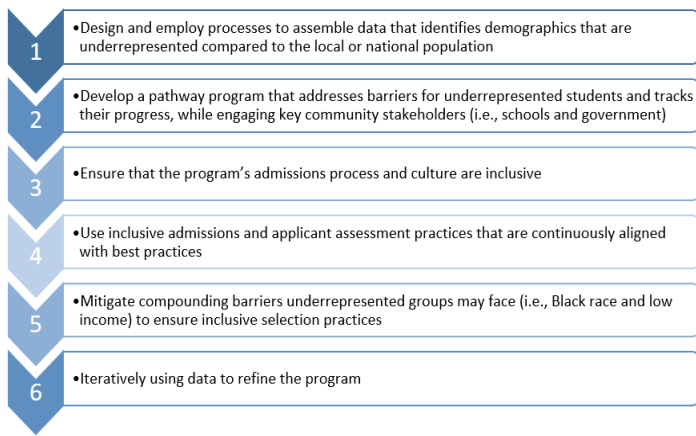 1
•Design and employ processes to assemble data that identifies demographics that are
underrepresented compared to the local or national population
2
•Develop a pathway program that addresses barriers for underrepresented students and tracks
their progress, while engaging key community stakeholders (i.e., schools and government)
3
•Ensure that the program's admissions process and culture are inclusive
4
•Use inclusive admissions and applicant assessment practices that are continuously aligned
with best practices
5
•Mitigate compounding barriers underrepresented groups may face (i.e., Black race and low
income) to ensure inclusive selection practices
6
•Iteratively using data to refine the program